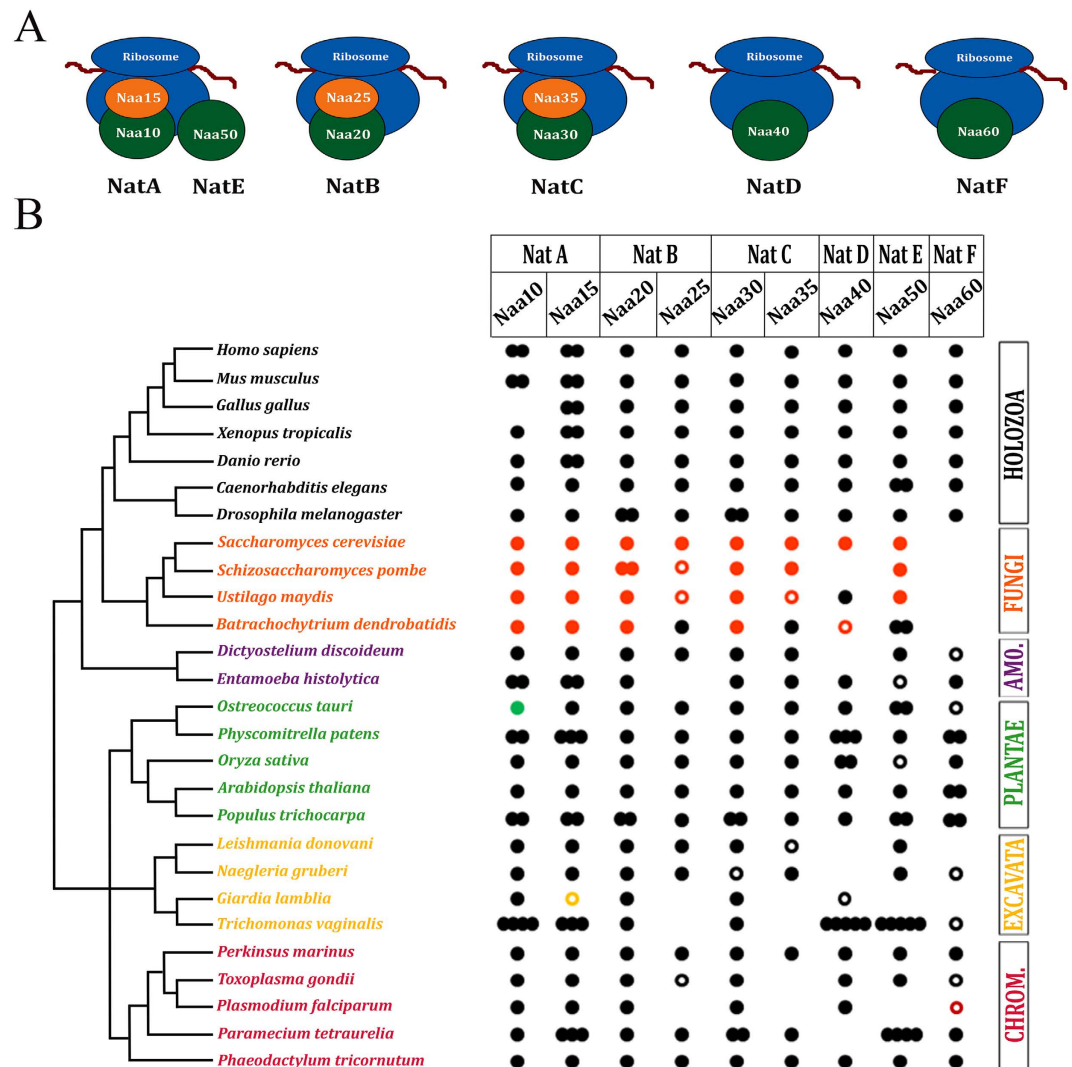 A
Ribosome Ribosome Ribosome Ribosome Ribosome
Naa15 Naa25 Naa35
Naa10 Naa50 Naa20 Naa30 Naa40 Naa60
NatA NatE NatB NatC NatD NatF
B
Nat A Nat B Nat C Nat D Nat E Nat F
Naa10 Naa15 Naa20 Naa25 Naa30 Naa35 Naa40 Naa50 Naa60
Homo sapiens
Mus musculus
Gallus gallus
Xenopus tropicalis
Danio rerio
Caenorhabditis elegans
Drosophila melanogaster
HOLOZOA
Saccharomyces cerevisiae
Schizosaccharomyces pombe
Ustilago maydis
Batrachochytrium dendrobatidis
FUNGI
Dictyostelium discoideum
Entamoeba histolytica
AMO.
Ostreococcus tauri
Physcomitrella patens
Oryza sativa
Arabidopsis thaliana
Populus trichocarpa
PLANTAE
Leishmania donovani
Naegleria gruberi
Giardia lamblia
Trichomonas vaginalis
EXCAVATA
Perkinsus marinus
Toxoplasma gondii
Plasmodium falciparum
Paramecium tetraurelia
Phaeodactylum tricornutum
CHROM.